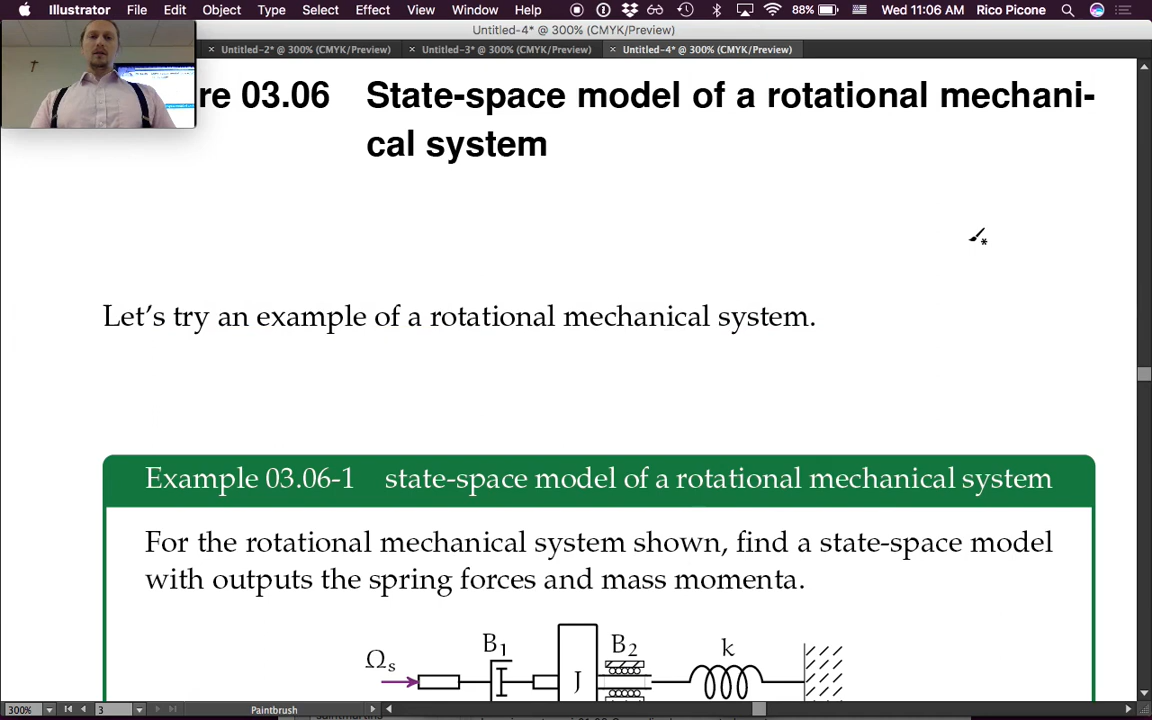 Illustrator File Edit Object Type Select Effect View Window Help 88% Wed 11:06 AM Rico Picone
Untitled-4* @ 300% (CMYK/Preview)
× Untitled-2* @ 300% (CMYK/Preview) × Untitled-3* @ 300% (CMYK/Preview) × Untitled-4* @ 300% (CMYK/Preview)
re 03.06 State-space model of a rotational mechani-
cal system
Let's try an example of a rotational mechanical system.
Example 03.06-1 state-space model of a rotational mechanical system
For the rotational mechanical system shown, find a state-space model
with outputs the spring forces and mass momenta.
Ωs B1 J B2 k
300% 3 Paintbrush